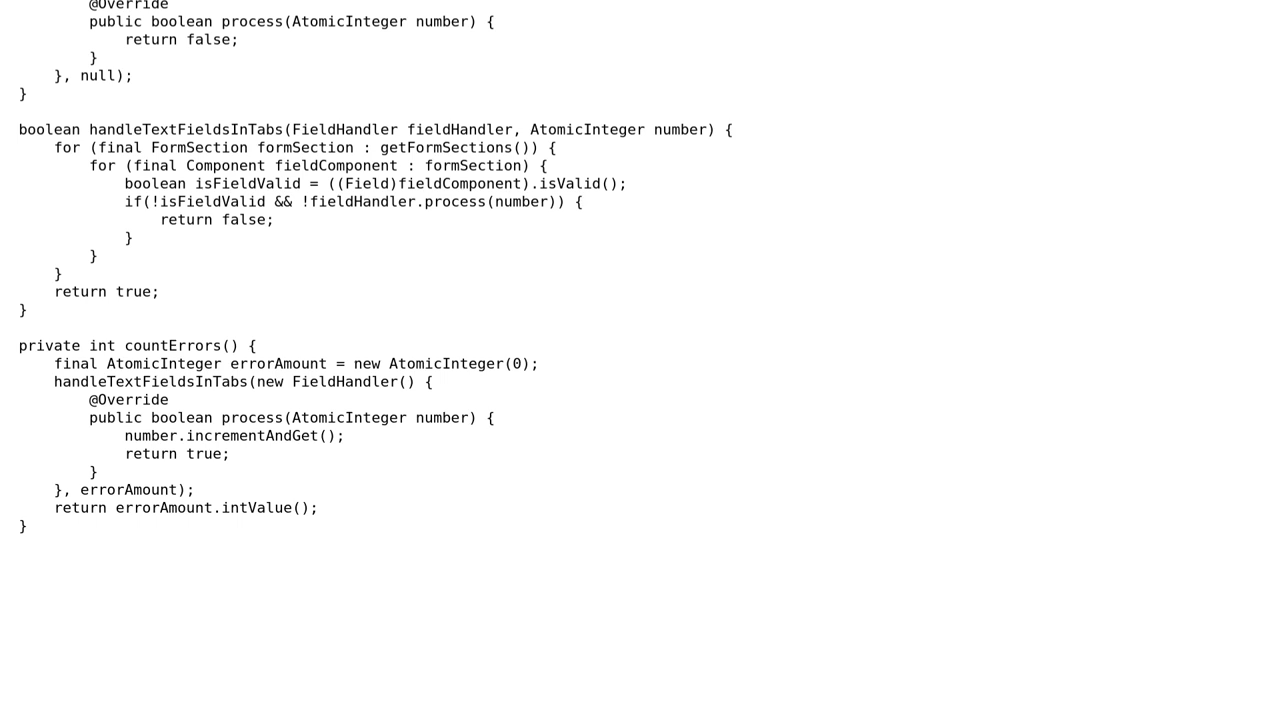 @Override
public boolean process(AtomicInteger number) {
return false;
}
}, null);
}
boolean handleTextFieldsInTabs(FieldHandler fieldHandler, AtomicInteger number) {
for (final FormSection formSection : getFormSections()) {
for (final Component fieldComponent : formSection) {
boolean isFieldValid = ((Field)fieldComponent).isValid();
if(!isFieldValid && !fieldHandler.process(number)) {
return false;
}
}
}
return true;
}
private int countErrors() {
final AtomicInteger errorAmount = new AtomicInteger(0);
handleTextFieldsInTabs(new FieldHandler() {
@Override
public boolean process(AtomicInteger number) {
number.incrementAndGet();
return true;
}
}, errorAmount);
return errorAmount.intValue();
}